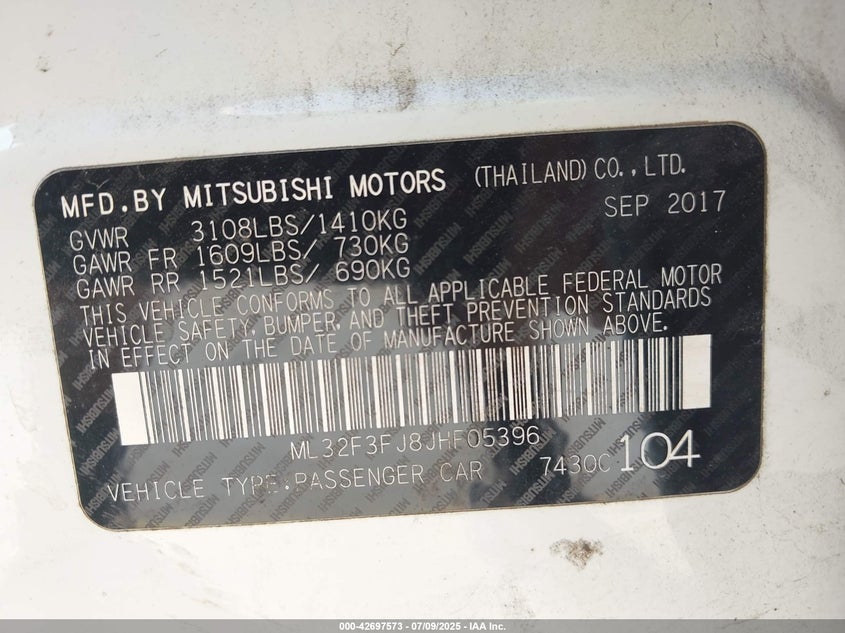 MFD.BY MITSUBISHI MOTORS (THAILAND) CO.,LTD.
SEP 2017
GVWR 3108LBS/1410KG
GAWR FR 1609LBS/ 730KG
GAWR RR 1521LBS/ 690KG
THIS VEHICLE CONFORMS TO ALL APPLICABLE FEDERAL MOTOR
VEHICLE SAFETY, BUMPER, AND THEFT PREVENTION STANDARDS
IN EFFECT ON THE DATE OF MANUFACTURE SHOWN ABOVE.
ML32F3FJ8JHF05396
VEHICLE TYPE:PASSENGER CAR 7430C 104
000-42697573 / 07/09/2025 - IAA Inc.